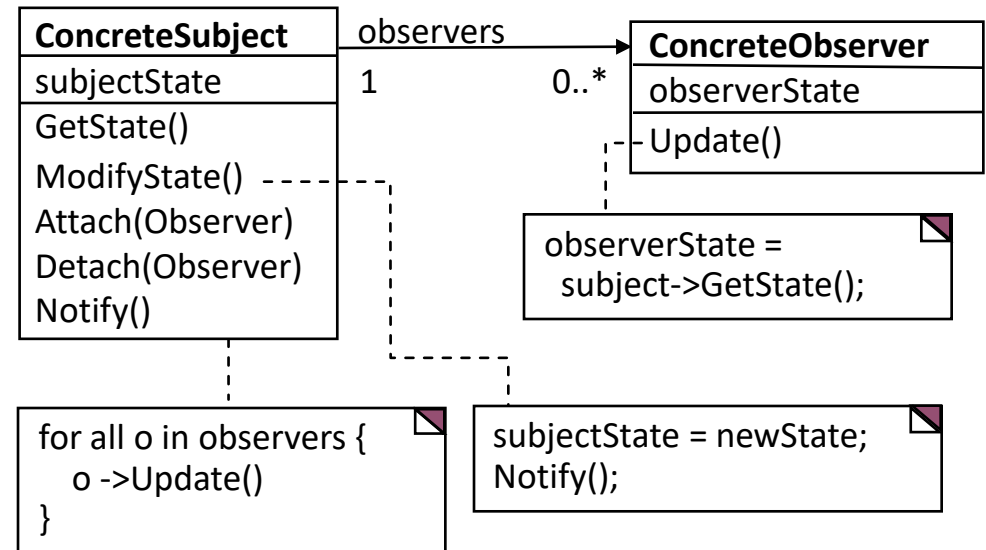 ConcreteSubject
subjectState
GetState()
ModifyState()
Attach(Observer)
Detach(Observer)
Notify()
observers
1
0..*
ConcreteObserver
observerState
Update()
observerState =
subject->GetState();
for all o in observers {
o ->Update()
}
subjectState = newState;
Notify();